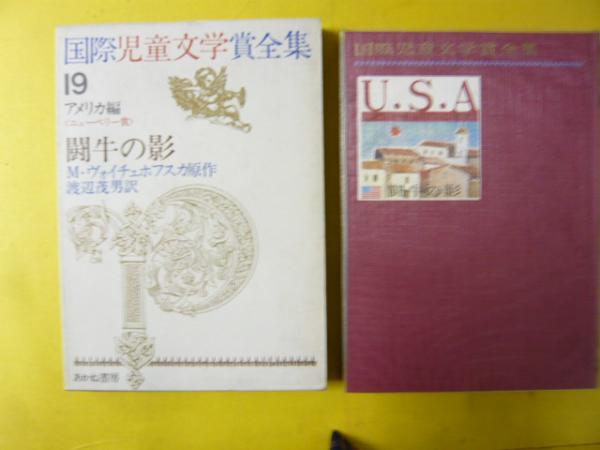 国際児童文学賞全集
19
アメリカ編
〈ニューベリー賞〉
闘牛の影
M・ヴォイチェホフスカ原作
渡辺茂男訳
あかね書房
国際児童文学賞全集
U.S.A
闘牛の影